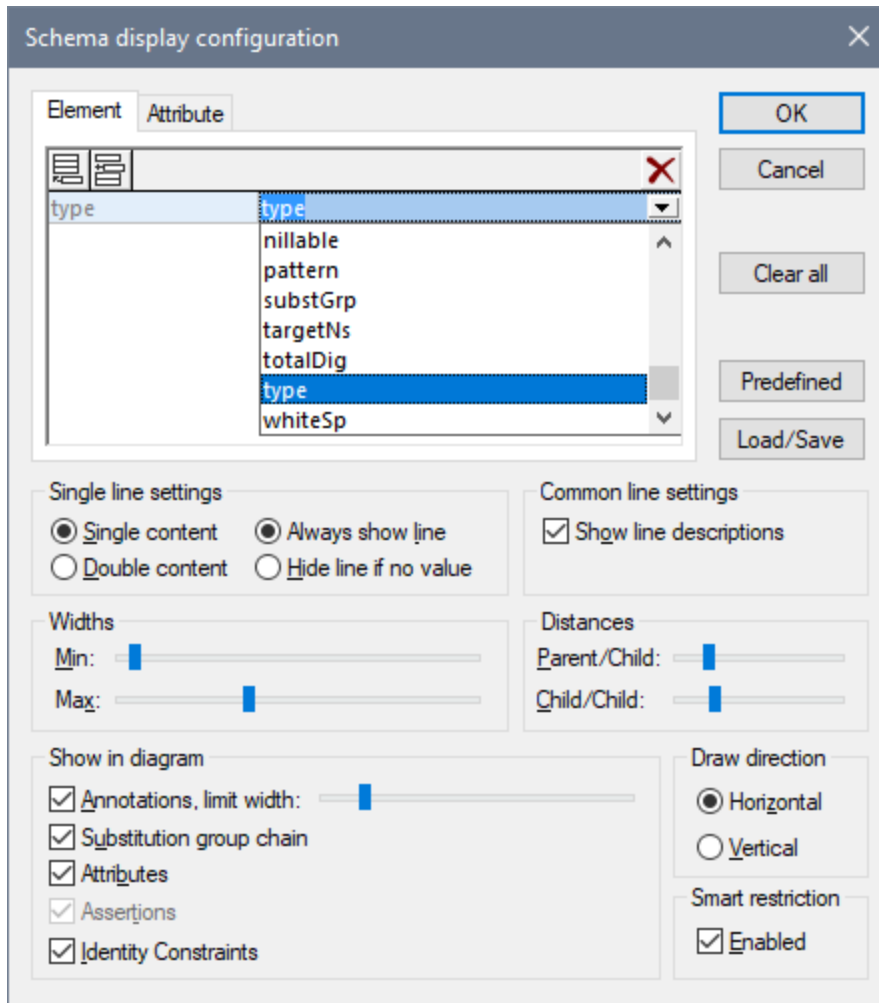 Schema display configuration
Element Attribute
OK
Cancel
type type
nillable
pattern
substGrp
targetNs
totalDig
type
whiteSp
Clear all
Predefined
Load/Save
Single line settings
Single content Always show line
Double content Hide line if no value
Common line settings
Show line descriptions
Widths
Min:
Max:
Distances
Parent/Child:
Child/Child:
Show in diagram
Annotations, limit width:
Substitution group chain
Attributes
Assertions
Identity Constraints
Draw direction
Horizontal
Vertical
Smart restriction
Enabled